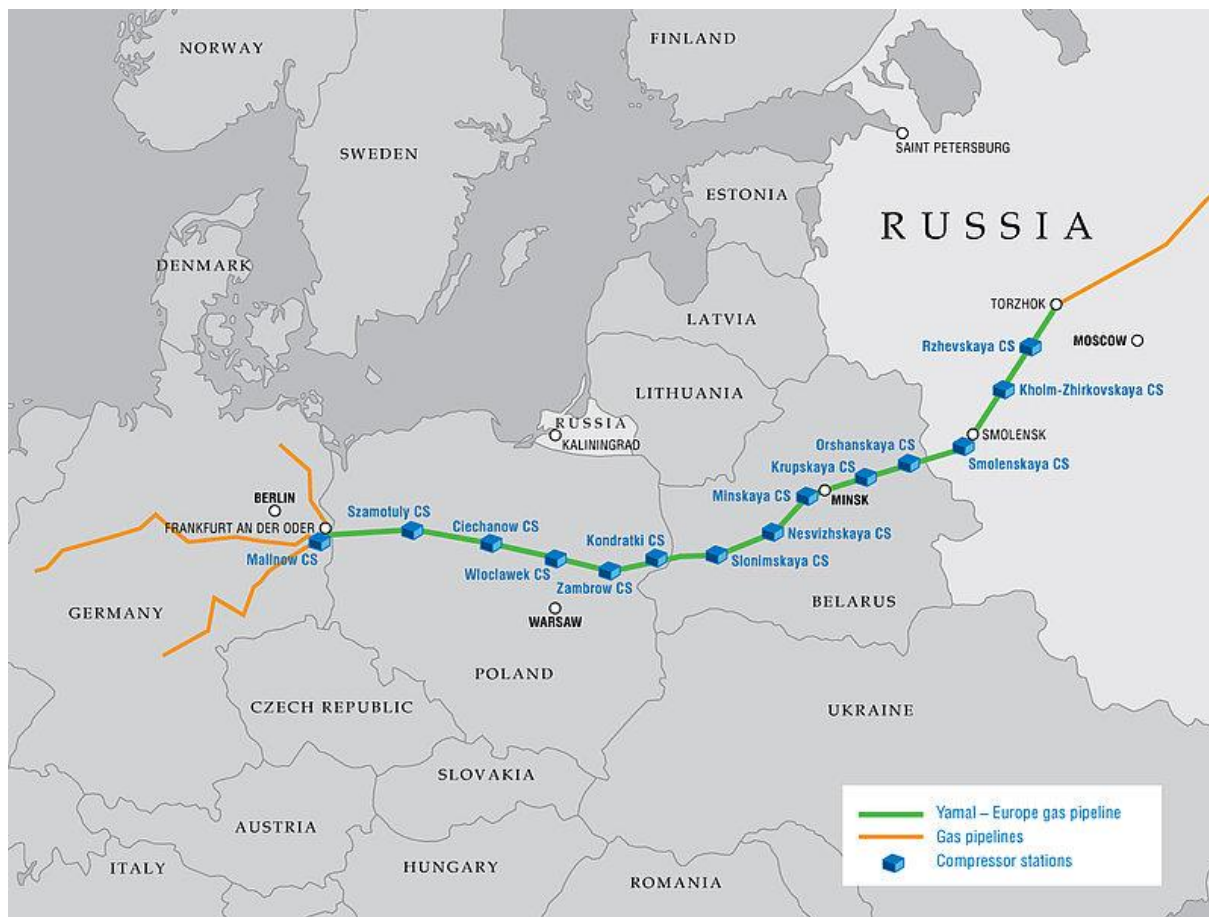 NORWAY
FINLAND
SAINT PETERSBURG
SWEDEN
ESTONIA
RUSSIA
DENMARK
TORZHOK
LATVIA
MOSCOW
Rzhevskaya CS
Kholm-Zhirkovskaya CS
LITHUANIA
RUSSIA
KALININGRAD
SMOLENSK
Orshanskaya CS
Smolenskaya CS
Krupskaya CS
BERLIN
Minskaya CS
MINSK
FRANKFURT AN DER ODER
Szamotuly CS
Ciechanow CS
Kondratki CS
Nesvizhskaya CS
Mallnow CS
Wloclawek CS
Slonimskaya CS
Zambrow CS
GERMANY
BELARUS
WARSAW
POLAND
CZECH REPUBLIC
UKRAINE
SLOVAKIA
AUSTRIA
ITALY
HUNGARY
ROMANIA
Yamal – Europe gas pipeline
Gas pipelines
Compressor stations